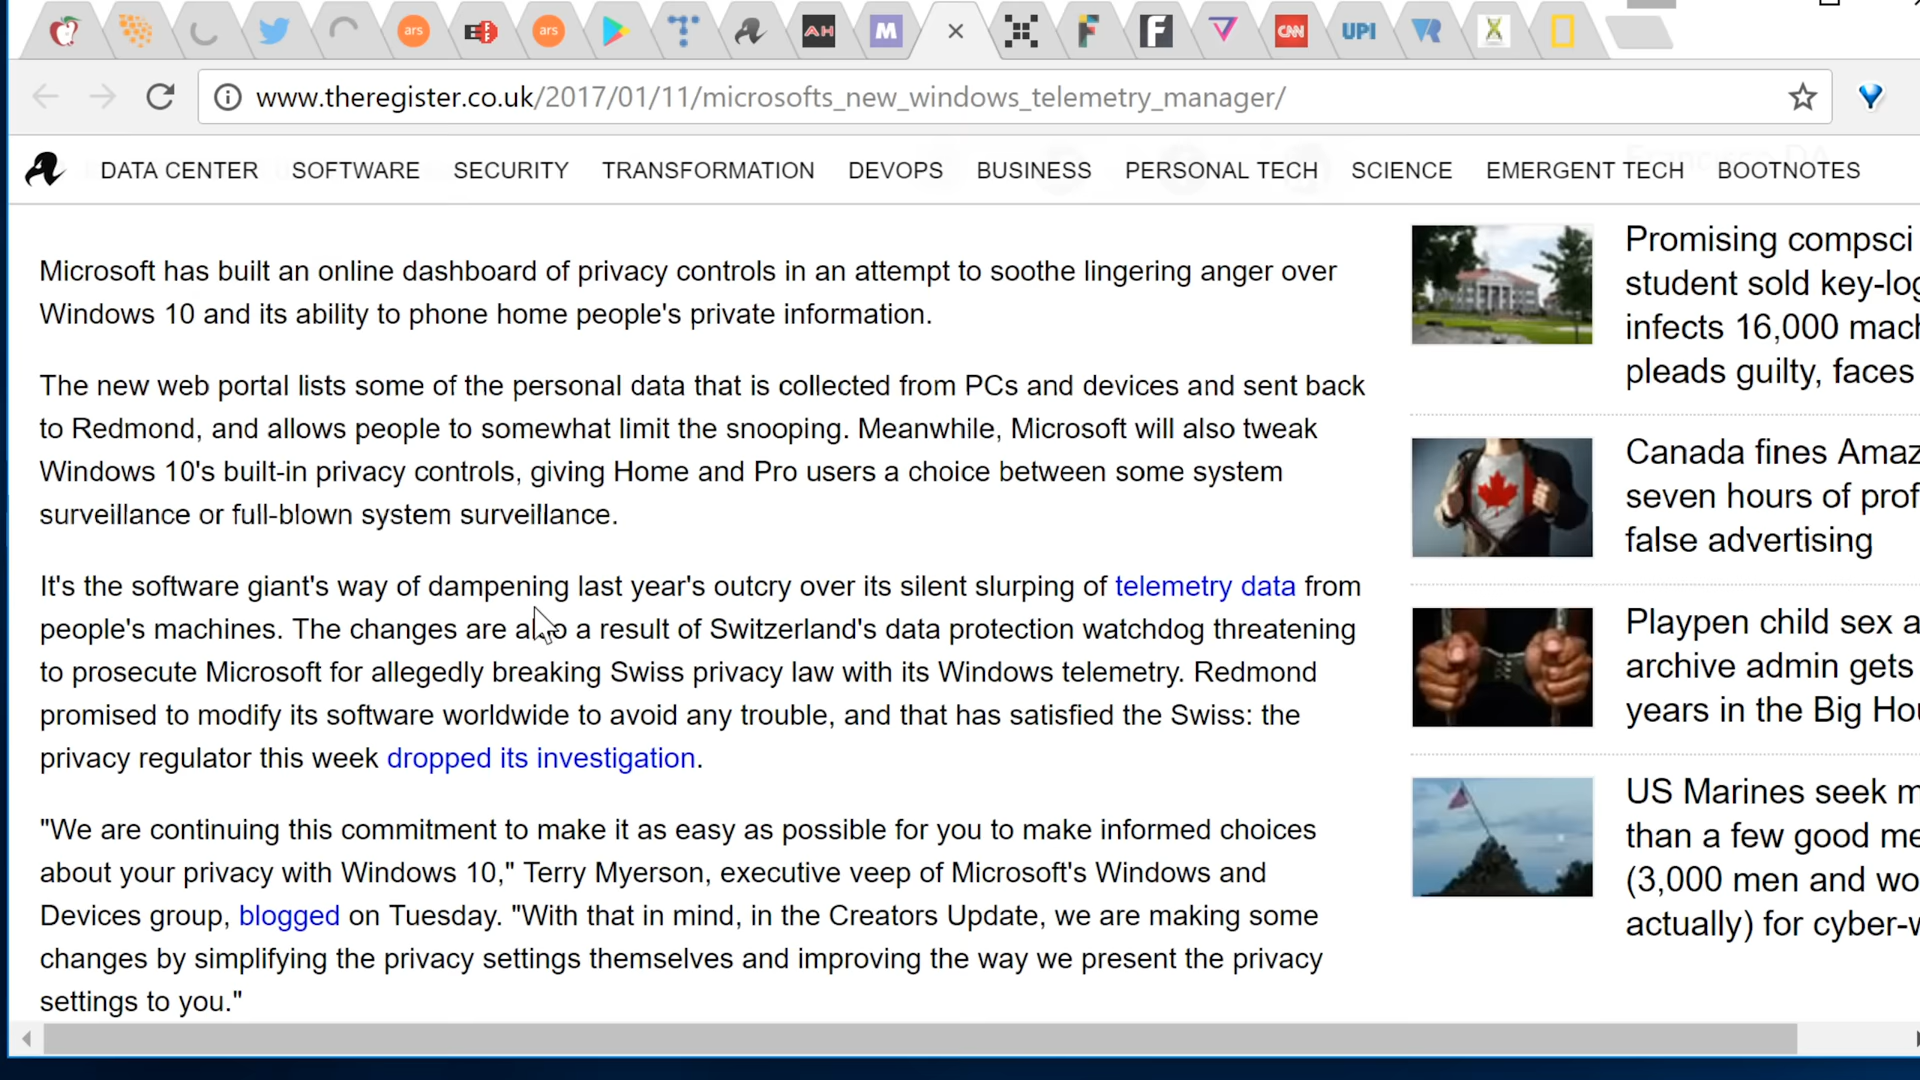 ars
EFF
ars
AH
M
F
F
CNN
UPI
VR
www.theregister.co.uk/2017/01/11/microsofts_new_windows_telemetry_manager/
DATA CENTER SOFTWARE SECURITY TRANSFORMATION DEVOPS BUSINESS PERSONAL TECH SCIENCE EMERGENT TECH BOOTNOTES
Microsoft has built an online dashboard of privacy controls in an attempt to soothe lingering anger over
Windows 10 and its ability to phone home people's private information.
The new web portal lists some of the personal data that is collected from PCs and devices and sent back
to Redmond, and allows people to somewhat limit the snooping. Meanwhile, Microsoft will also tweak
Windows 10's built-in privacy controls, giving Home and Pro users a choice between some system
surveillance or full-blown system surveillance.
It's the software giant's way of dampening last year's outcry over its silent slurping of telemetry data from
people's machines. The changes are also a result of Switzerland's data protection watchdog threatening
to prosecute Microsoft for allegedly breaking Swiss privacy law with its Windows telemetry. Redmond
promised to modify its software worldwide to avoid any trouble, and that has satisfied the Swiss: the
privacy regulator this week dropped its investigation.
"We are continuing this commitment to make it as easy as possible for you to make informed choices
about your privacy with Windows 10," Terry Myerson, executive veep of Microsoft's Windows and
Devices group, blogged on Tuesday. "With that in mind, in the Creators Update, we are making some
changes by simplifying the privacy settings themselves and improving the way we present the privacy
settings to you."
Promising compsci
student sold key-log
infects 16,000 mach
pleads guilty, faces
Canada fines Amaz
seven hours of prof
false advertising
Playpen child sex a
archive admin gets
years in the Big Hou
US Marines seek m
than a few good me
(3,000 men and wo
actually) for cyber-w